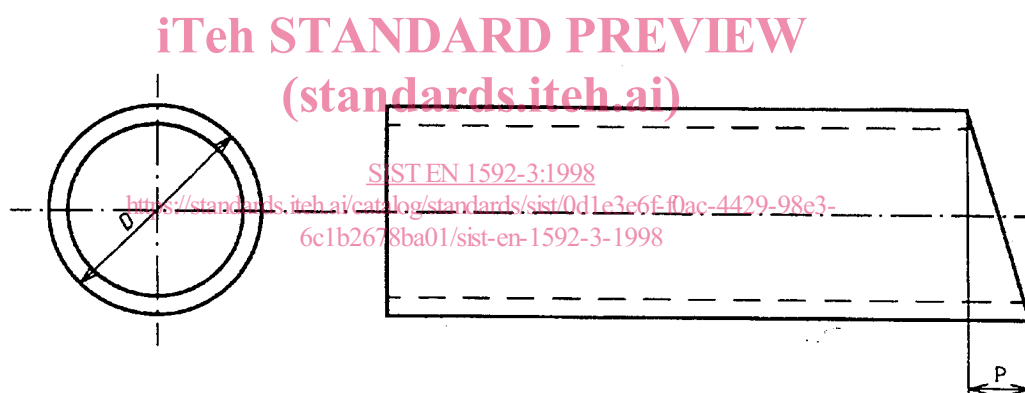 iTeh STANDARD PREVIEW
(standards.iteh.ai)
SIST EN 1592-3:1998
https://standards.iteh.ai/catalog/standards/sist/0d1e3e6f-f0ac-4429-98e3-
6c1b2678ba01/sist-en-1592-3-1998
D
P